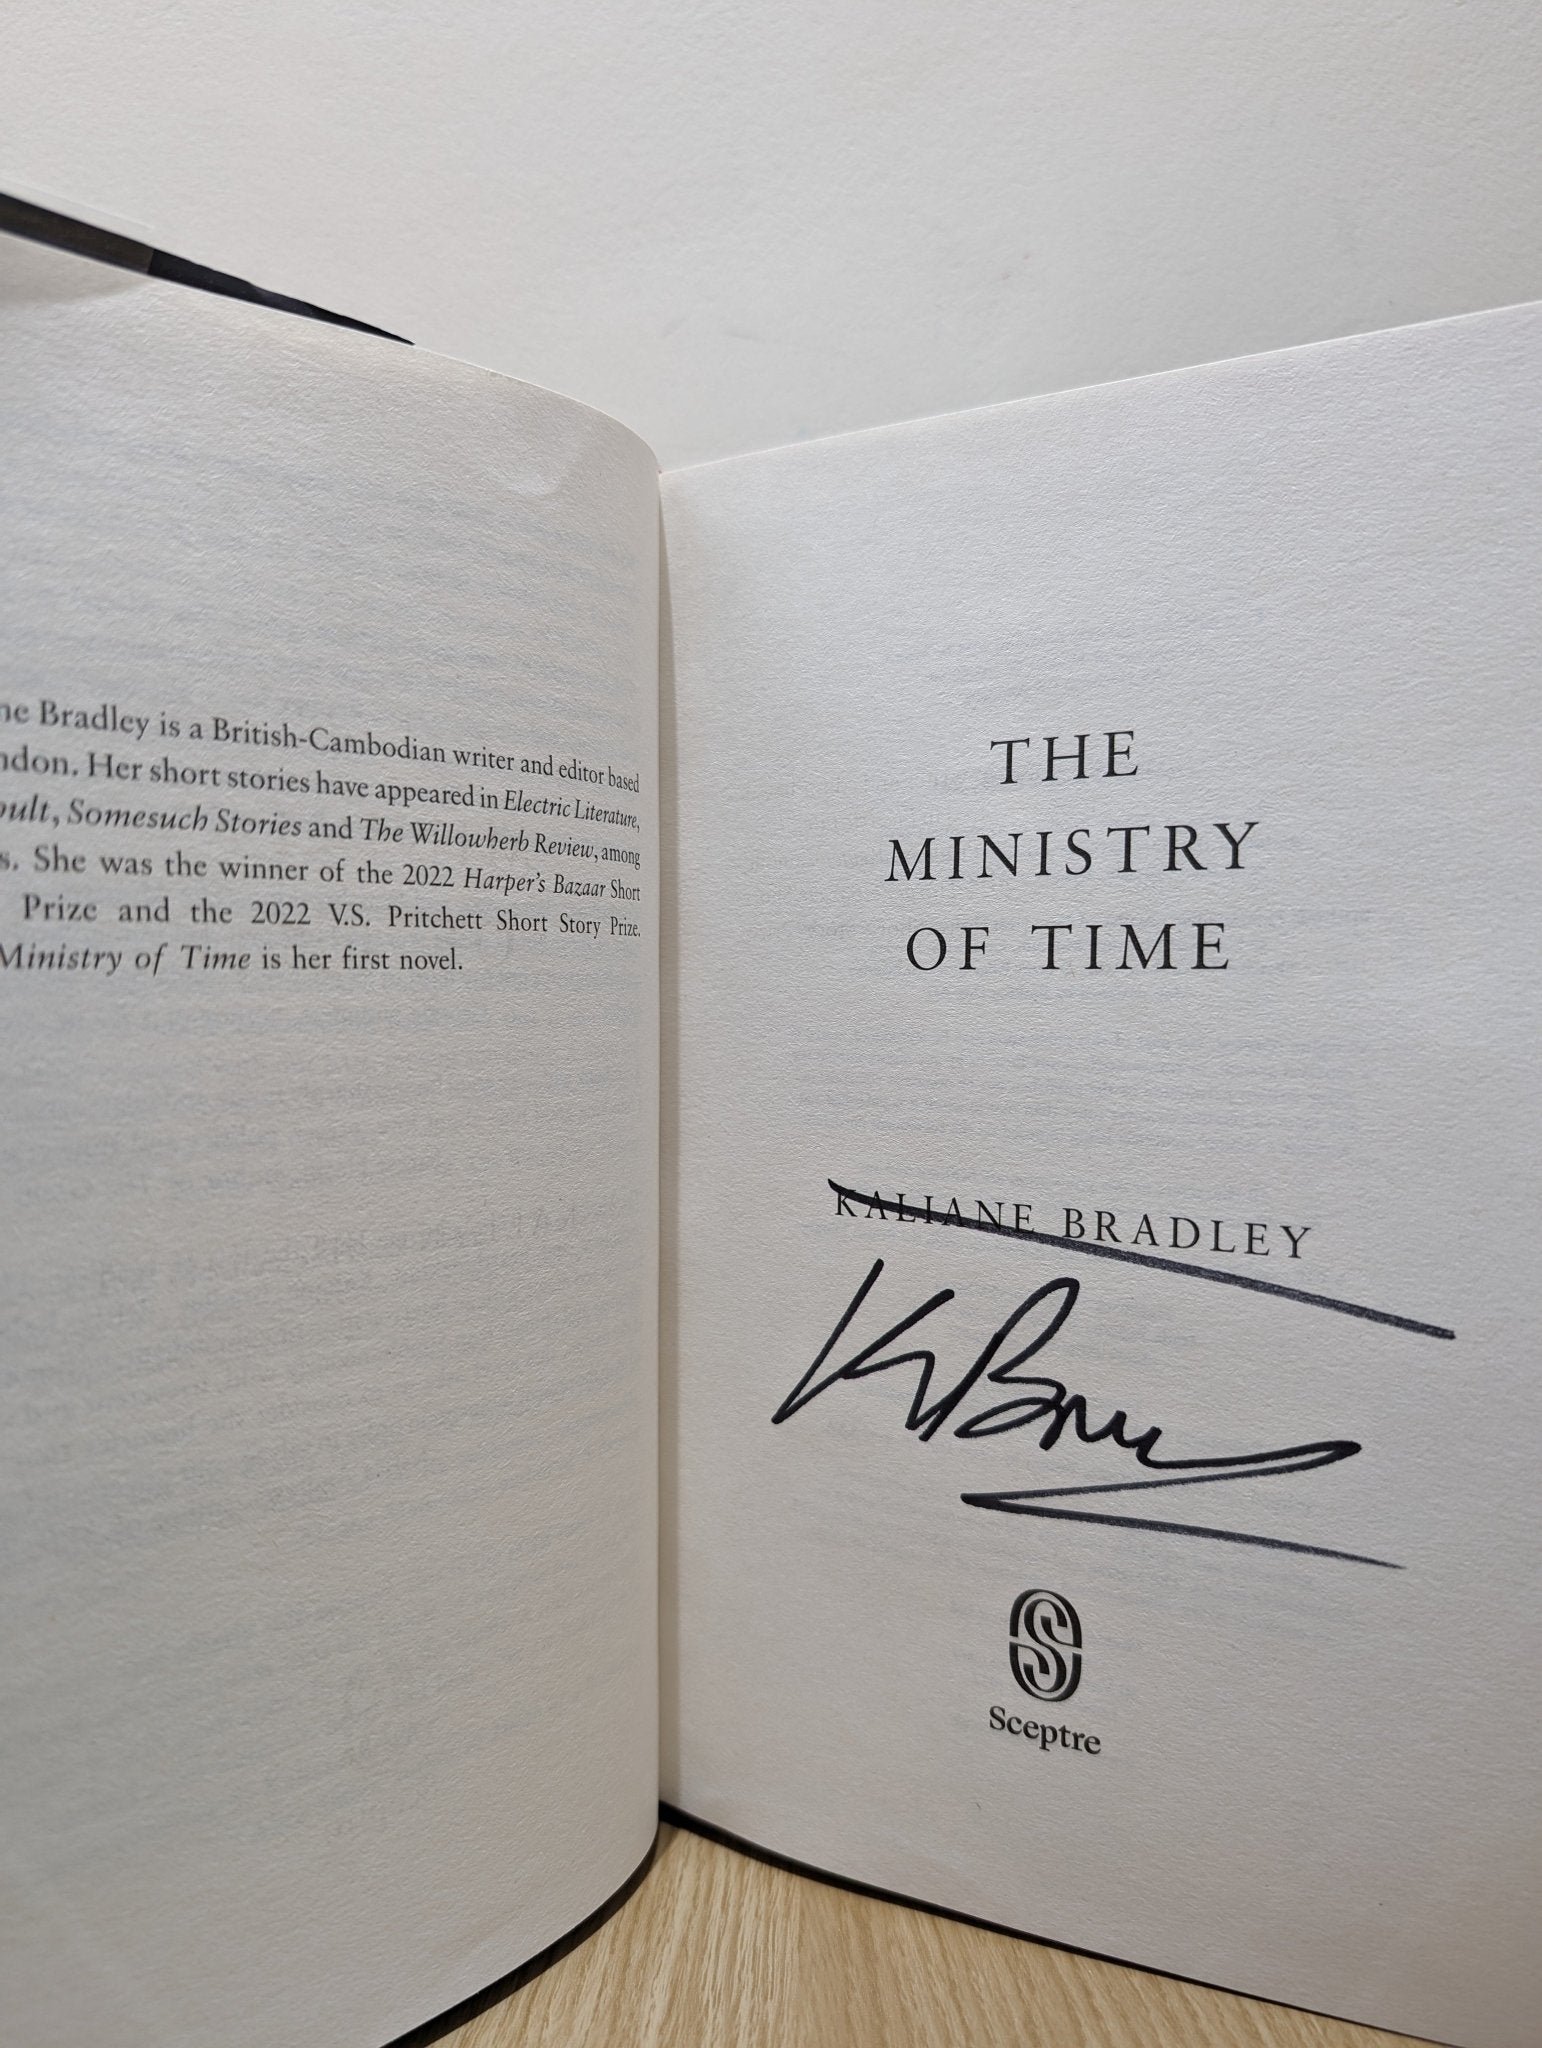 ne Bradley is a British-Cambodian writer and editor based
ndon. Her short stories have appeared in Electric Literature,
oult, Somesuch Stories and The Willowherb Review, among
s. She was the winner of the 2022 Harper's Bazaar Short
Prize and the 2022 V.S. Pritchett Short Story Prize.
Ministry of Time is her first novel.
THE
MINISTRY
OF TIME
KALIANE BRADLEY
Sceptre